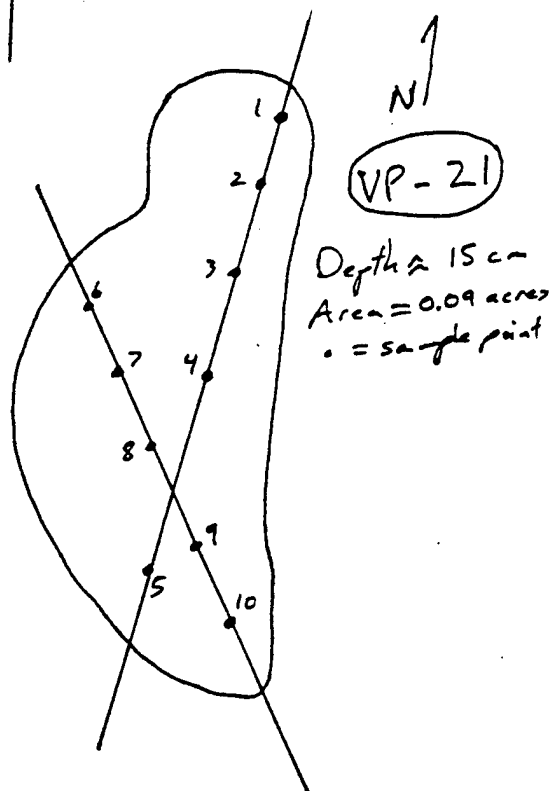 N
VP-21
Depth ≈ 15 cm
Area = 0.09 acres
• = sample point
1
2
3
4
5
6
7
8
9
10